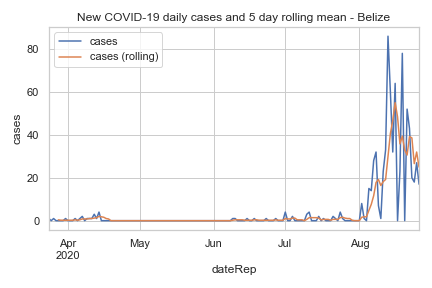 New COVID-19 daily cases and 5 day rolling mean - Belize
cases
cases (rolling)
80
60
40
20
0
cases
Apr
2020
May
Jun
Jul
Aug
dateRep